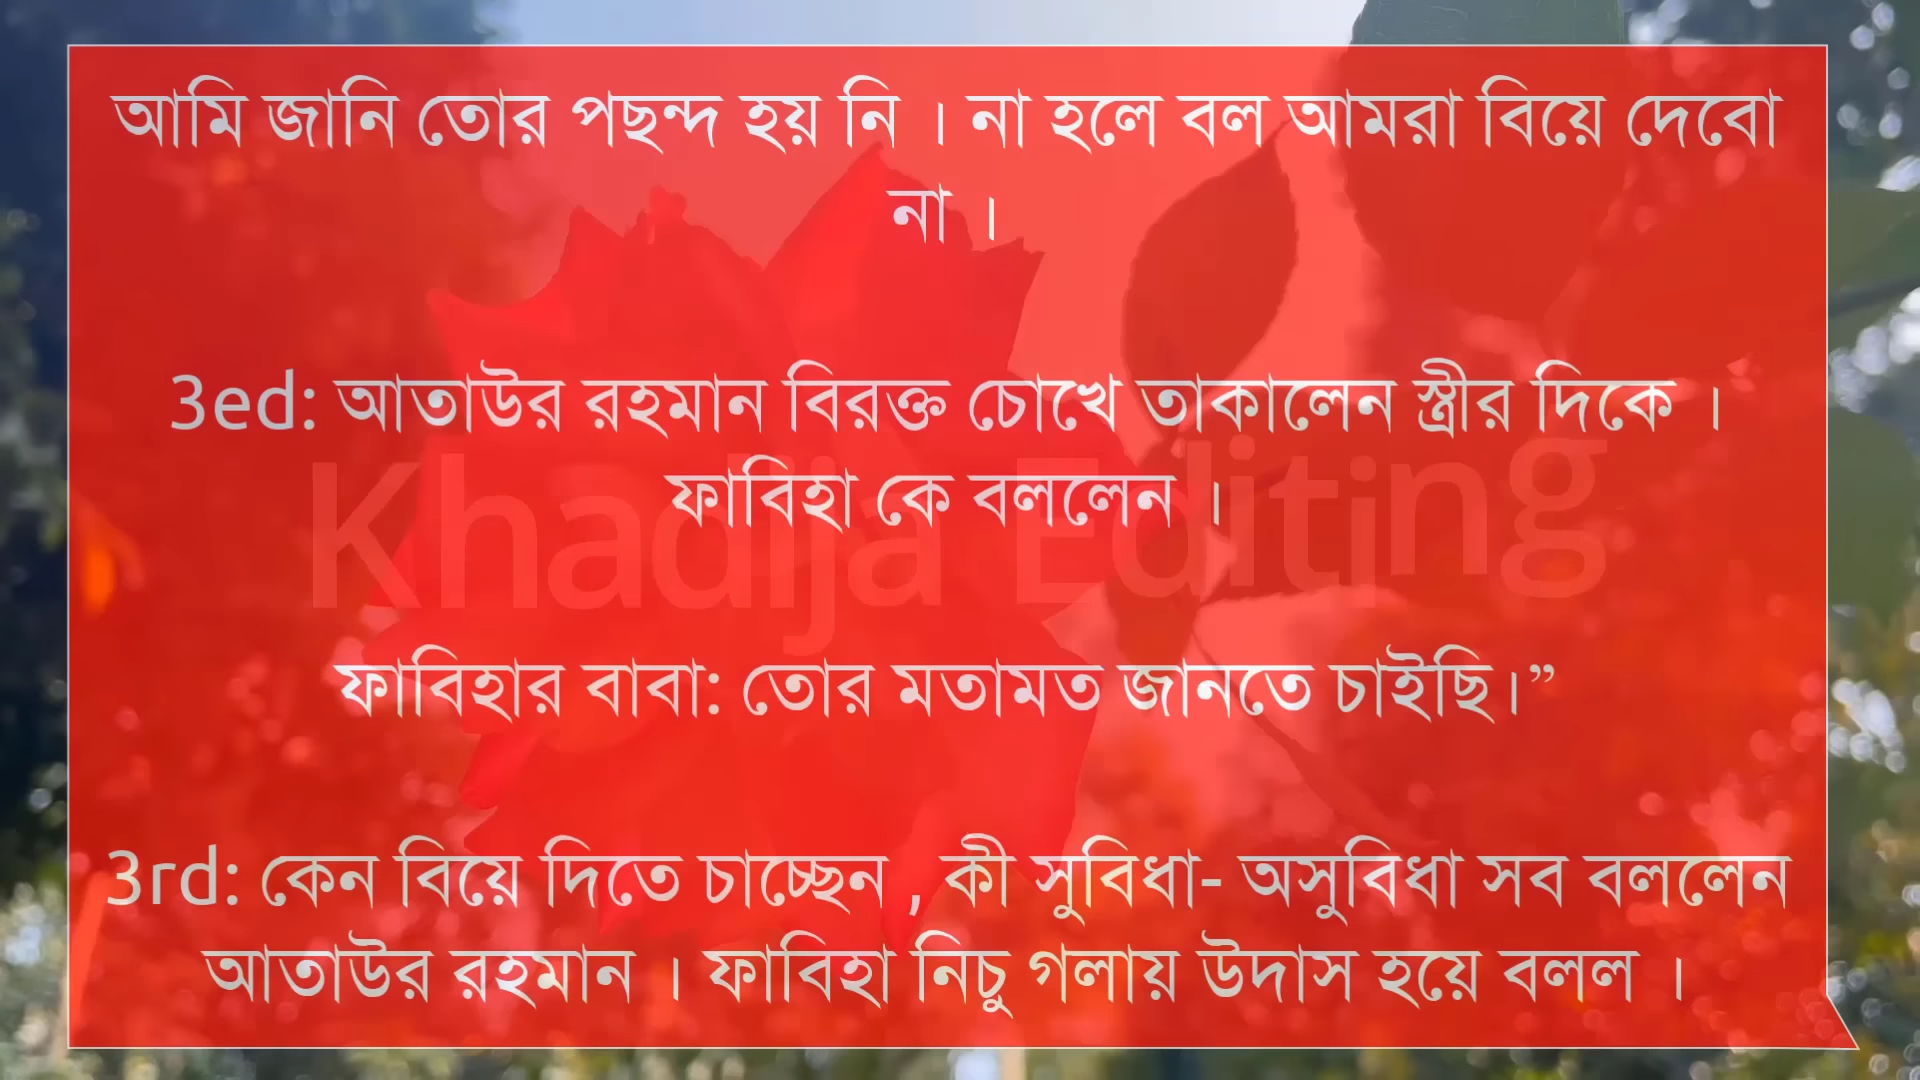 আমি জানি তোর পছন্দ হয় নি । না হলে বল আমরা বিয়ে দেবো
না ।
3ed: আতাউর রহমান বিরক্ত চোখে তাকালেন স্ত্রীর দিকে ।
ফাবিহা কে বললেন ।
Khadija Editing
ফাবিহার বাবা: তোর মতামত জানতে চাইছি।”
3rd: কেন বিয়ে দিতে চাচ্ছেন , কী সুবিধা- অসুবিধা সব বললেন
আতাউর রহমান । ফাবিহা নিচু গলায় উদাস হয়ে বলল ।